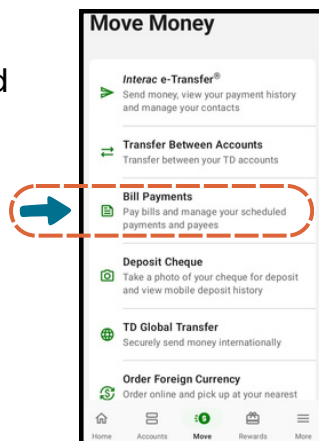 Move Money
d
Interac e-Transfer®
Send money, view your payment history
and manage your contacts
Transfer Between Accounts
Transfer between your TD accounts
Bill Payments
Pay bills and manage your scheduled
payments and payees
Deposit Cheque
Take a photo of your cheque for deposit
and view mobile deposit history
TD Global Transfer
Securely send money internationally
Order Foreign Currency
Order online and pick up at your nearest
Home Accounts Move Rewards More